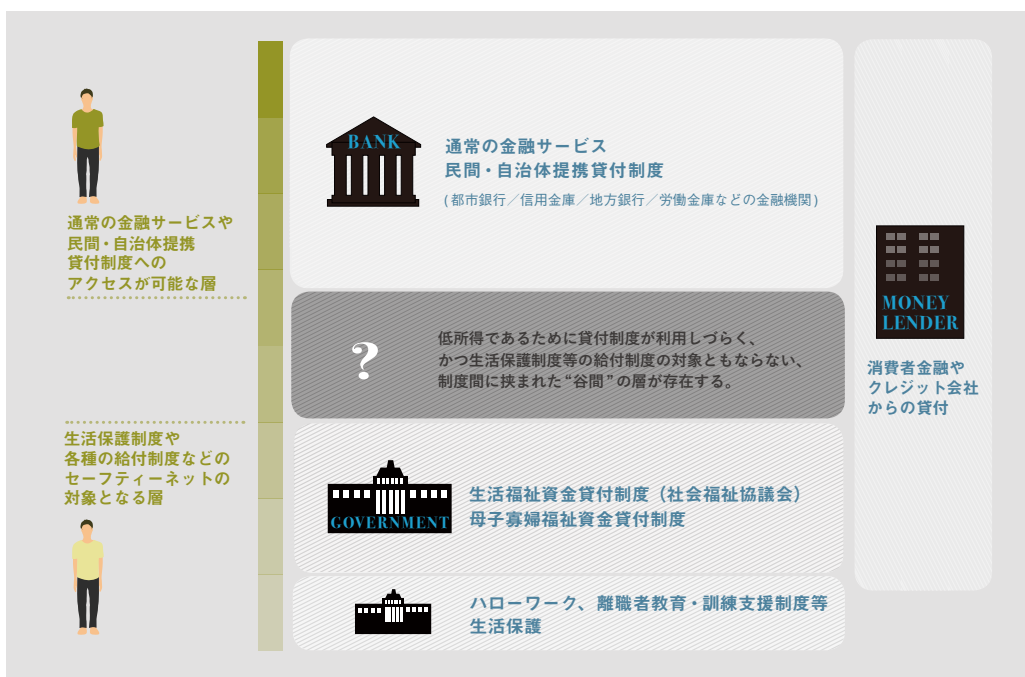 通常の金融サービスや
民間・自治体提携
貸付制度への
アクセスが可能な層
生活保護制度や
各種の給付制度などの
セーフティーネットの
対象となる層
BANK
通常の金融サービス
民間・自治体提携貸付制度
(都市銀行／信用金庫／地方銀行／労働金庫などの金融機関)
?
低所得であるために貸付制度が利用しづらく、
かつ生活保護制度等の給付制度の対象ともならない、
制度間に挟まれた“谷間”の層が存在する。
GOVERNMENT
生活福祉資金貸付制度（社会福祉協議会）
母子寡婦福祉資金貸付制度
ハローワーク、離職者教育・訓練支援制度等
生活保護
MONEY
LENDER
消費者金融や
クレジット会社
からの貸付